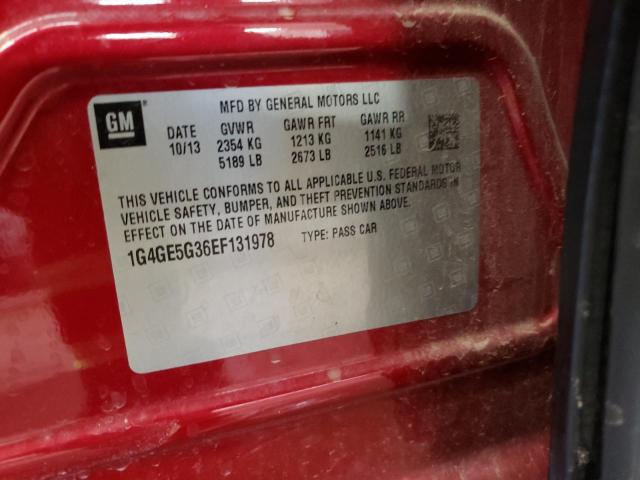 GM
MFD BY GENERAL MOTORS LLC
DATE GVWR GAWR FRT GAWR RR
10/13 2354 KG 1213 KG 1141 KG
5189 LB 2673 LB 2516 LB
THIS VEHICLE CONFORMS TO ALL APPLICABLE U.S. FEDERAL MOTOR
VEHICLE SAFETY, BUMPER, AND THEFT PREVENTION STANDARDS IN
EFFECT ON THE DATE OF MANUFACTURE SHOWN ABOVE.
1G4GE5G36EF131978 TYPE: PASS CAR